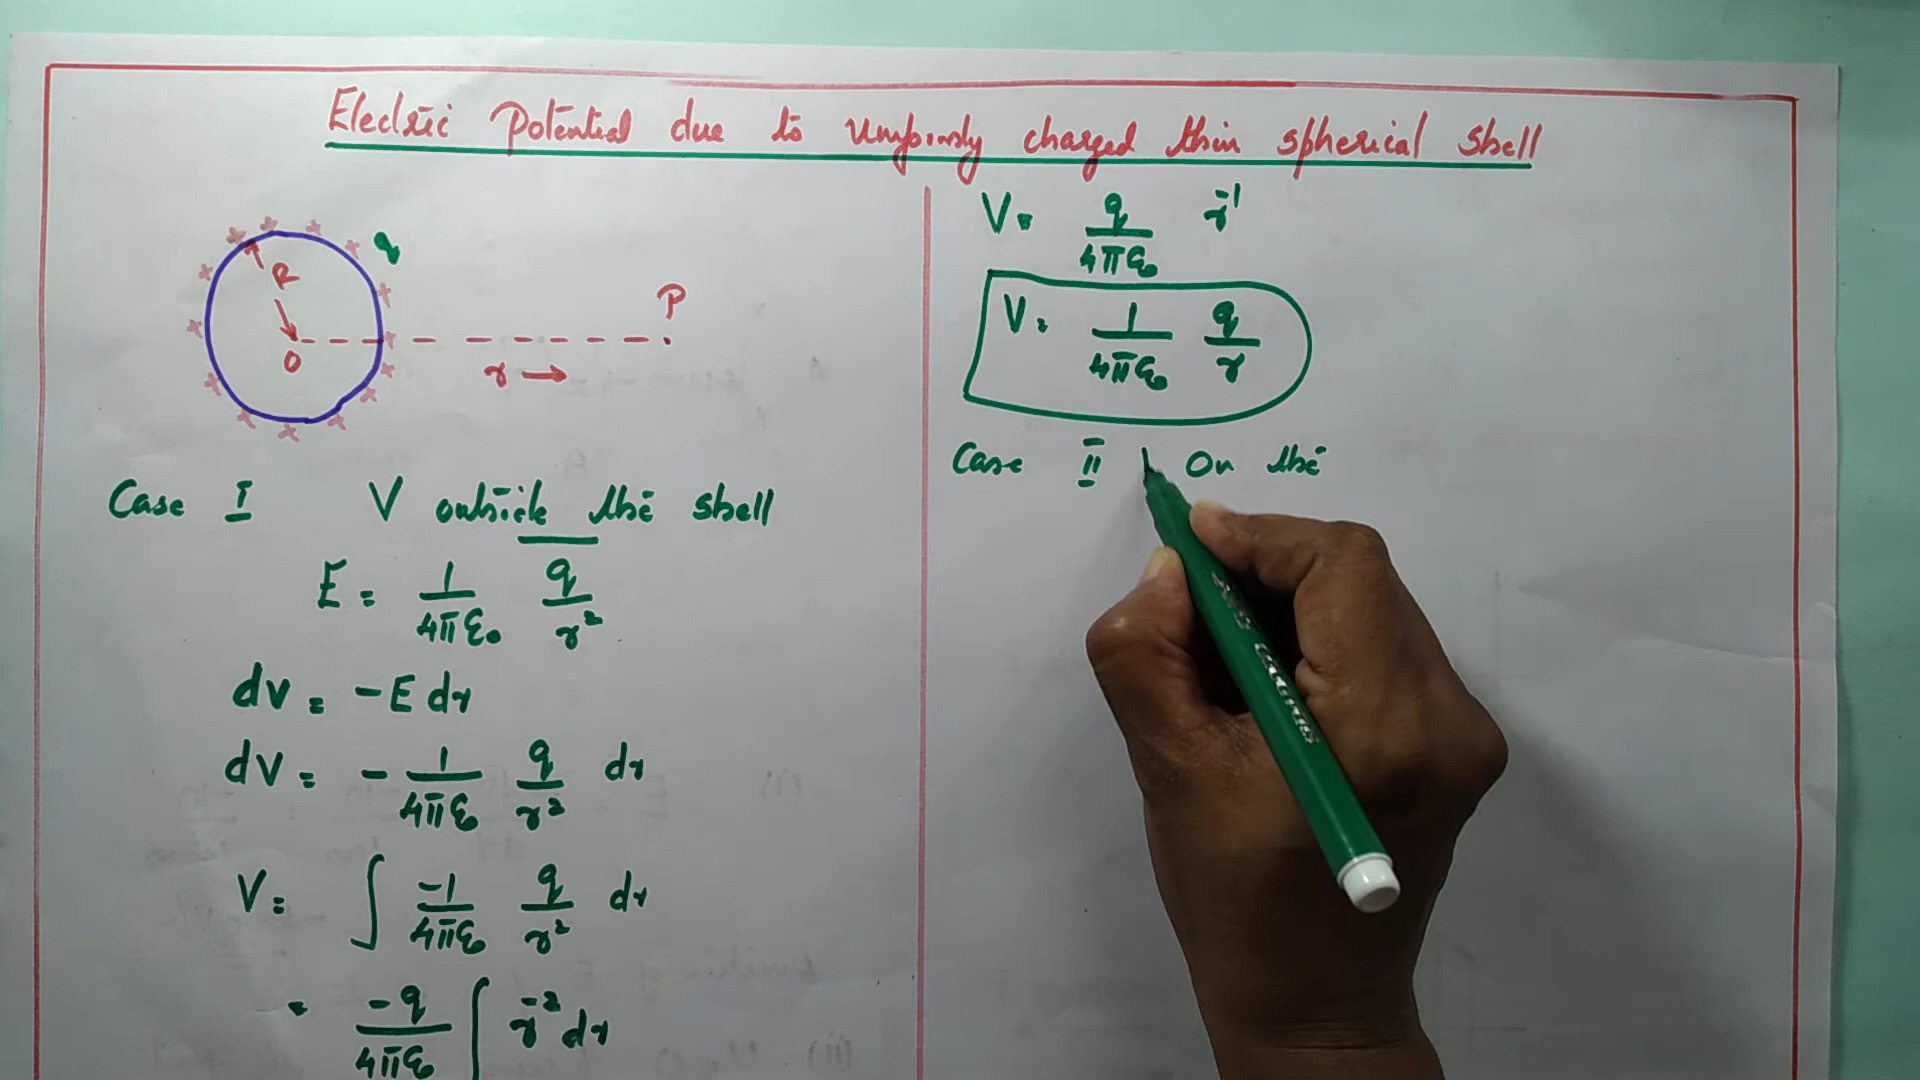 Electric Potential due to Uniformly charged thin spherical shell
q
R
P
O
r →
Case I V outside the shell
E = 1/4πε₀ q/r²
dV = -E dr
dV = - 1/4πε₀ q/r² dr
V = ∫ -1/4πε₀ q/r² dr
= -q/4πε₀ ∫ r⁻² dr
V = q/4πε₀ r⁻¹
V = 1/4πε₀ q/r
Case II On the